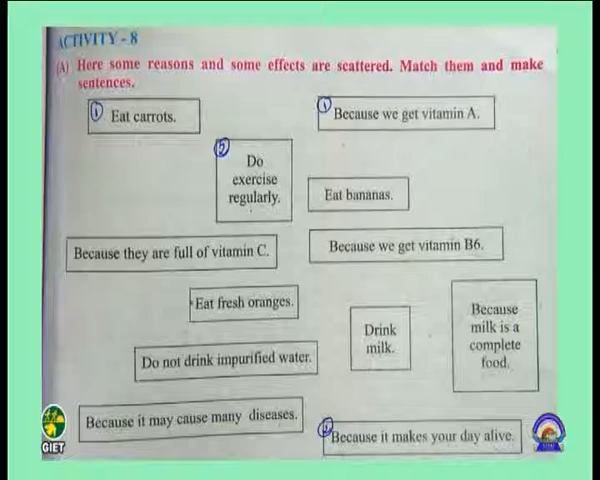 ACTIVITY - 8
(A) Here some reasons and some effects are scattered. Match them and make
sentences.
1 Eat carrots.
1 Because we get vitamin A.
2 Do
exercise
regularly.
Eat bananas.
Because they are full of vitamin C.
Because we get vitamin B6.
Eat fresh oranges.
Drink
milk.
Because
milk is a
complete
food.
Do not drink impurified water.
Because it may cause many diseases.
2 Because it makes your day alive.
GIET